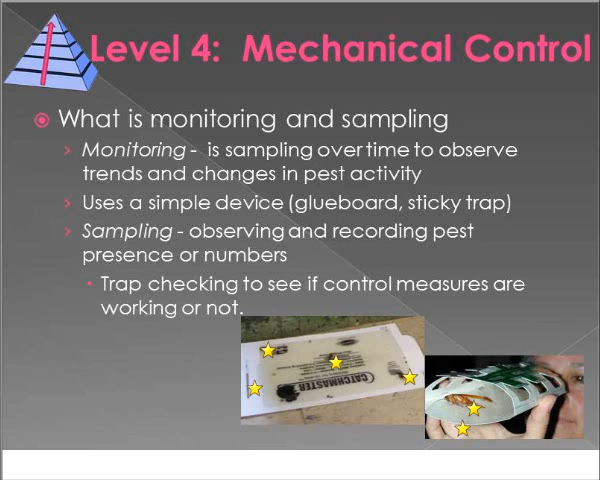 Level 4: Mechanical Control
What is monitoring and sampling
Monitoring - is sampling over time to observe
trends and changes in pest activity
Uses a simple device (glueboard, sticky trap)
Sampling - observing and recording pest
presence or numbers
Trap checking to see if control measures are
working or not.
CATCHMASTER